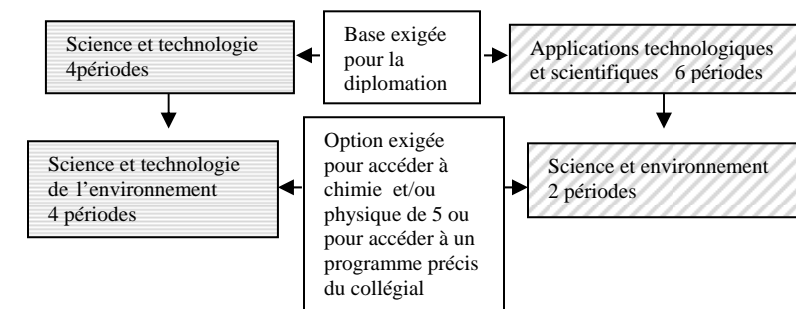 Science et technologie
4périodes
Base exigée
pour la
diplomation
Applications technologiques
et scientifiques 6 périodes
Science et technologie
de l'environnement
4 périodes
Option exigée
pour accéder à
chimie et/ou
physique de 5 ou
pour accéder à un
programme précis
du collégial
Science et environnement
2 périodes